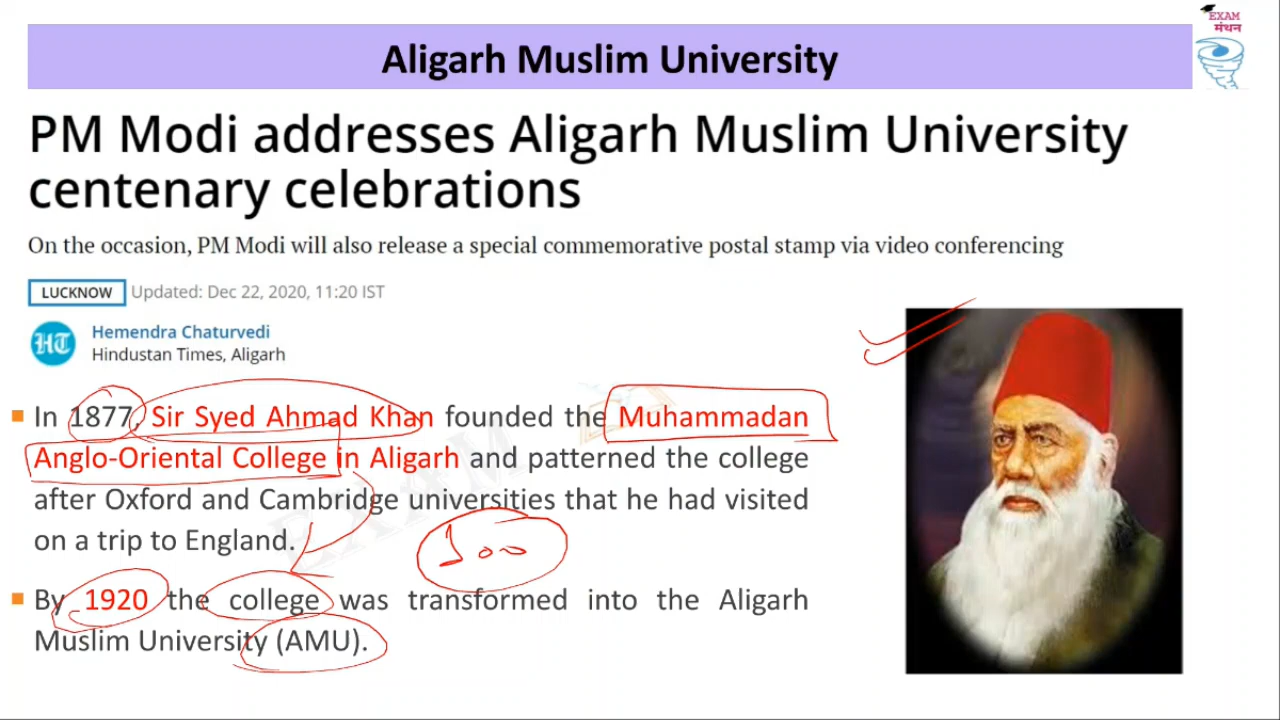 EXAM
मंथन
Aligarh Muslim University
PM Modi addresses Aligarh Muslim University
centenary celebrations
On the occasion, PM Modi will also release a special commemorative postal stamp via video conferencing
LUCKNOW Updated: Dec 22, 2020, 11:20 IST
HT Hemendra Chaturvedi
Hindustan Times, Aligarh
In 1877, Sir Syed Ahmad Khan founded the Muhammadan
Anglo-Oriental College in Aligarh and patterned the college
after Oxford and Cambridge universities that he had visited
on a trip to England.
EXAM
100
By 1920 the college was transformed into the Aligarh
Muslim University (AMU).